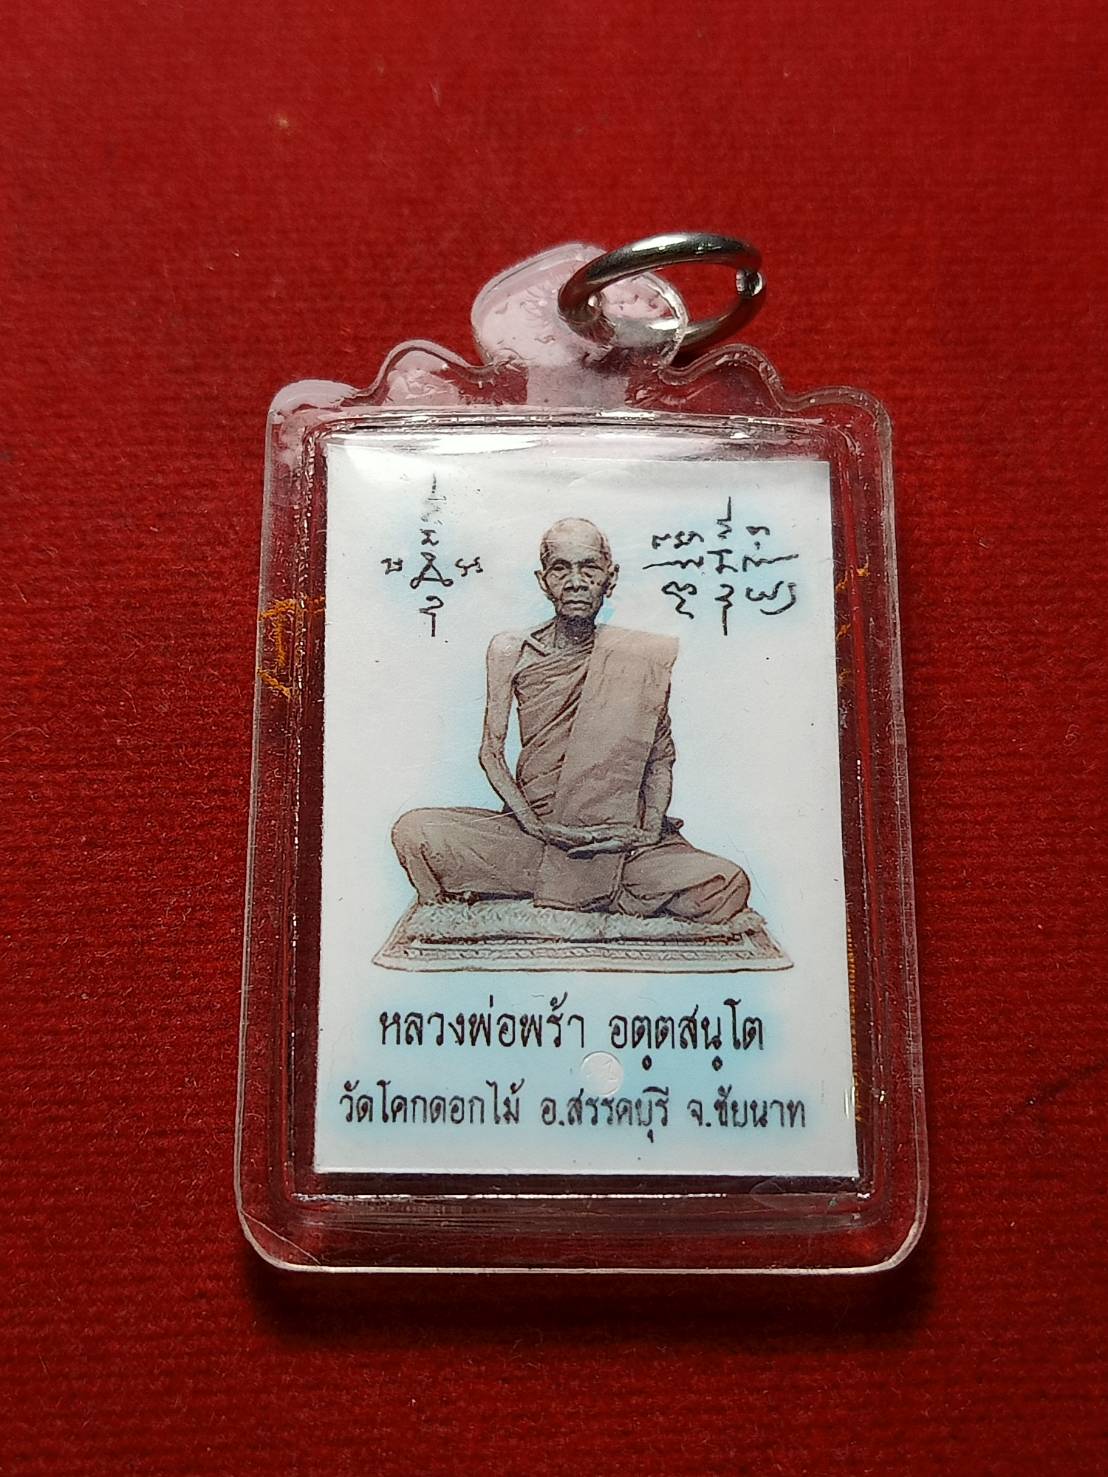 หลวงพ่อพร้า อตฺตสนฺโต
วัดโคกดอกไม้ อ.สรรคบุรี จ.ชัยนาท